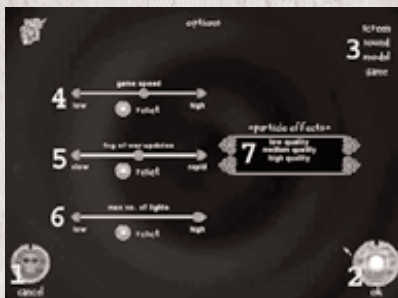 options
screen
sound
model
game
3
game speed
4
low
high
reset
fog of war updates
5
slow
rapid
reset
particle effects
7
low quality
medium quality
high quality
max no. of lights
6
low
high
reset
1
cancel
2
ok